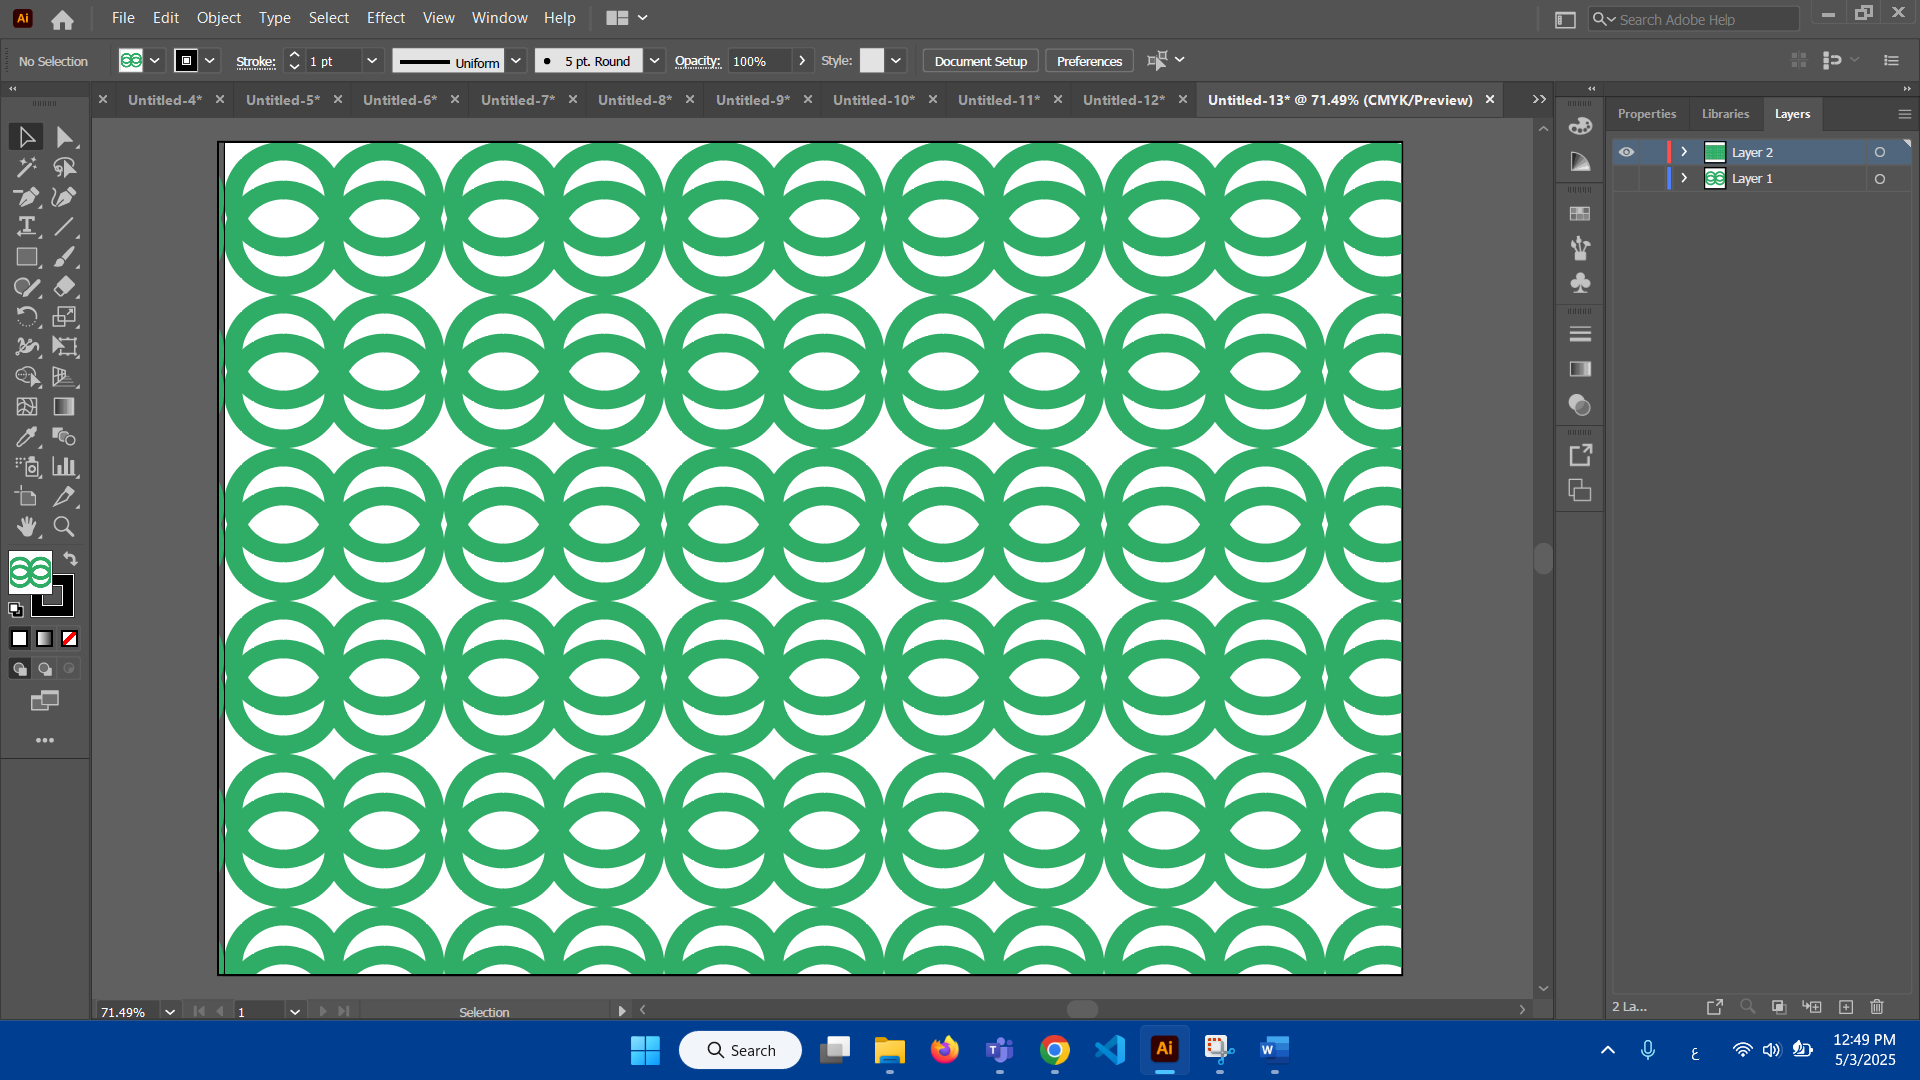 Ai File Edit Object Type Select Effect View Window Help Search Adobe Help
No Selection Stroke: 1 pt Uniform 5 pt. Round Opacity: 100% Style: Document Setup Preferences
Untitled-4* Untitled-5* Untitled-6* Untitled-7* Untitled-8* Untitled-9* Untitled-10* Untitled-11* Untitled-12* Untitled-13* @ 71.49% (CMYK/Preview)
Properties Libraries Layers
Layer 2
Layer 1
2 La...
71.49% 1 Selection
Search Ai ع 12:49 PM
5/3/2025